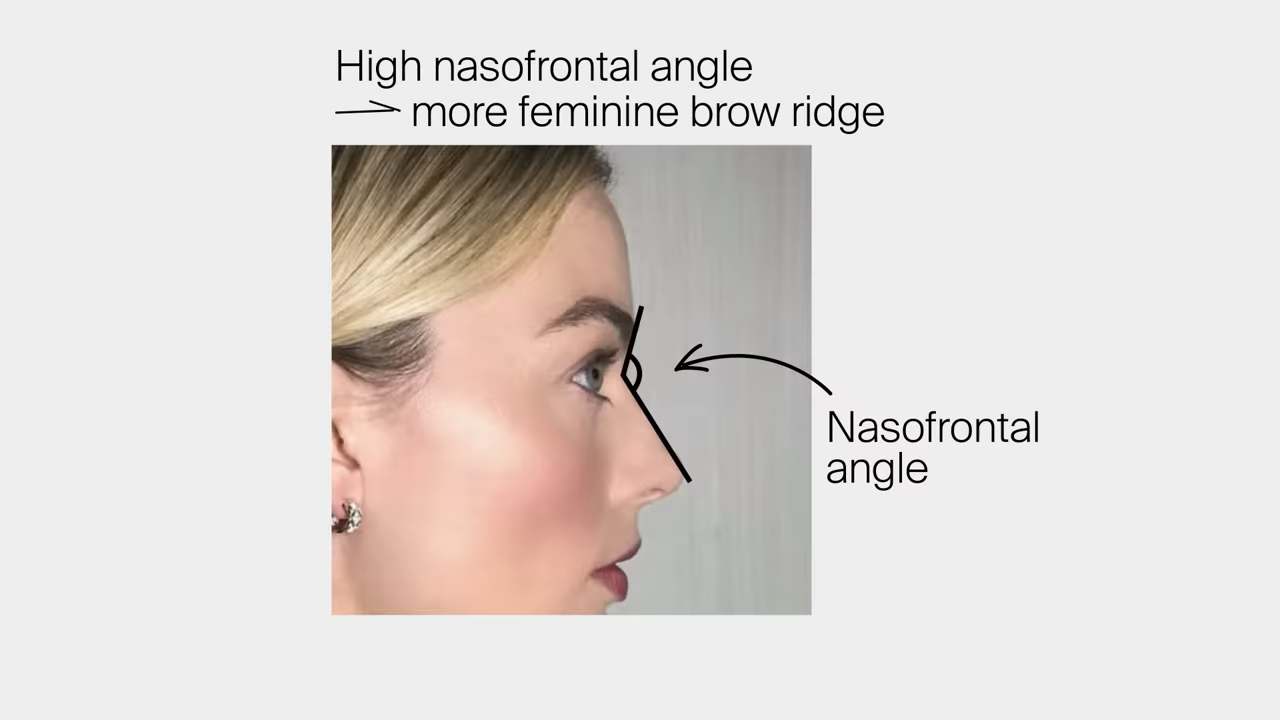 High nasofrontal angle
more feminine brow ridge
Nasofrontal
angle